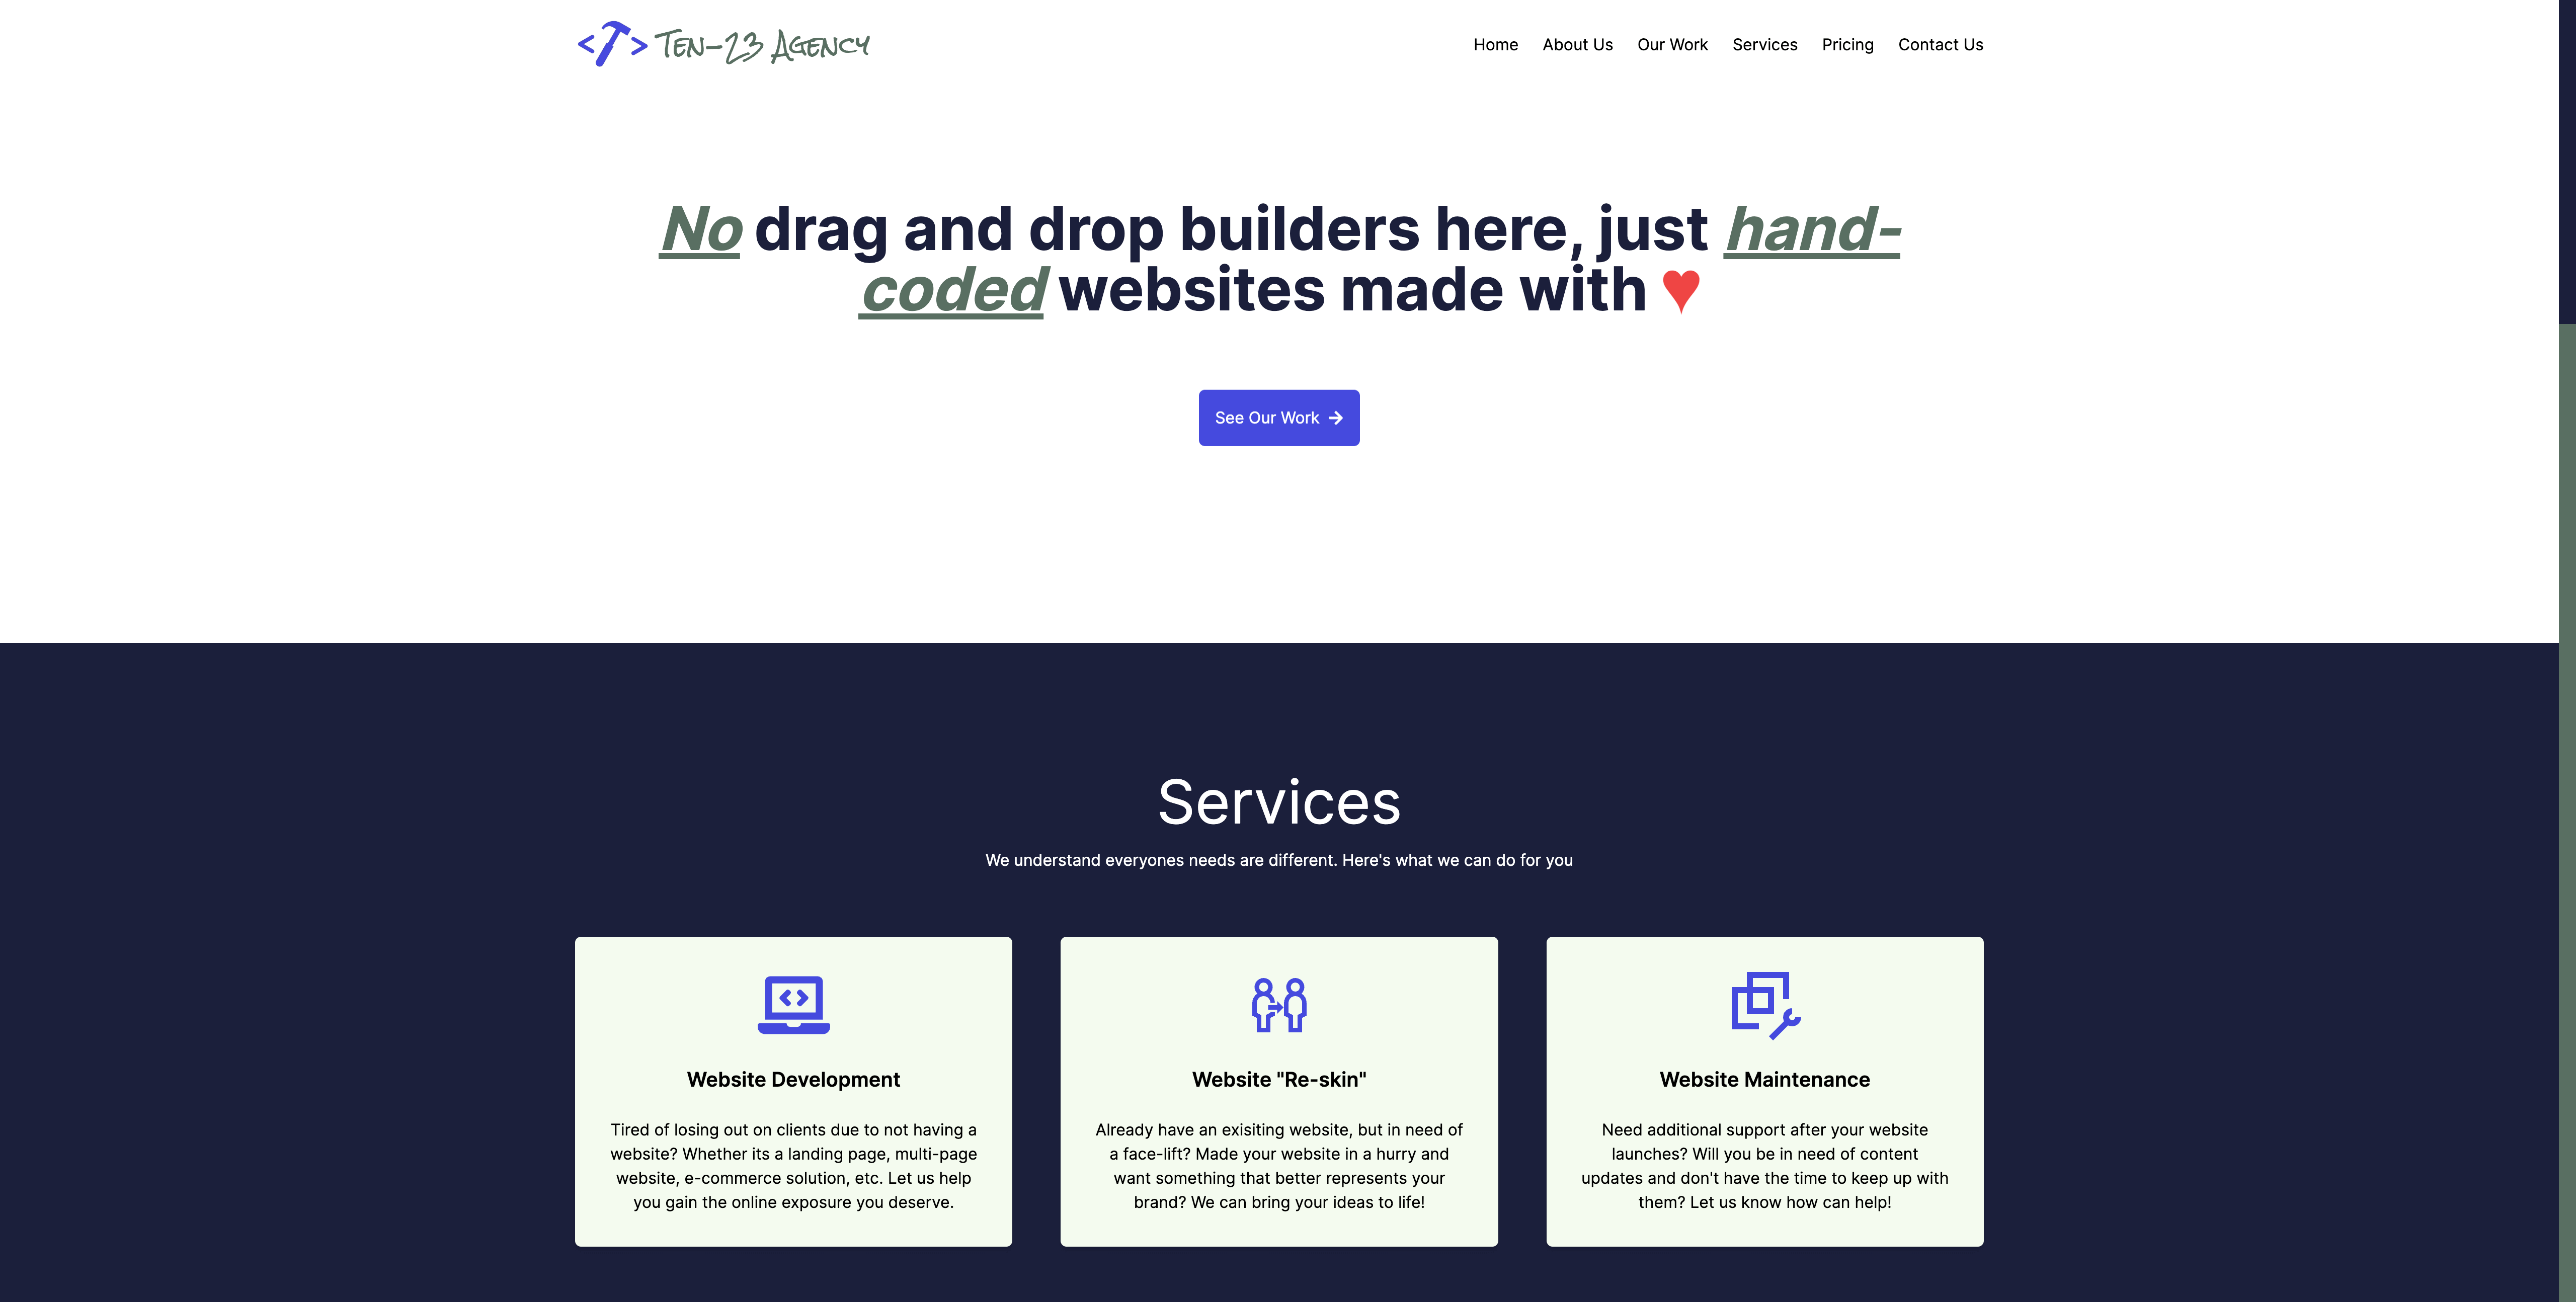 Ten-23 Agency
Home About Us Our Work Services Pricing Contact Us
No drag and drop builders here, just hand-
coded websites made with ♥
See Our Work →
Services
We understand everyones needs are different. Here's what we can do for you
Website Development
Tired of losing out on clients due to not having a
website? Whether its a landing page, multi-page
website, e-commerce solution, etc. Let us help
you gain the online exposure you deserve.
Website "Re-skin"
Already have an exisiting website, but in need of
a face-lift? Made your website in a hurry and
want something that better represents your
brand? We can bring your ideas to life!
Website Maintenance
Need additional support after your website
launches? Will you be in need of content
updates and don't have the time to keep up with
them? Let us know how can help!